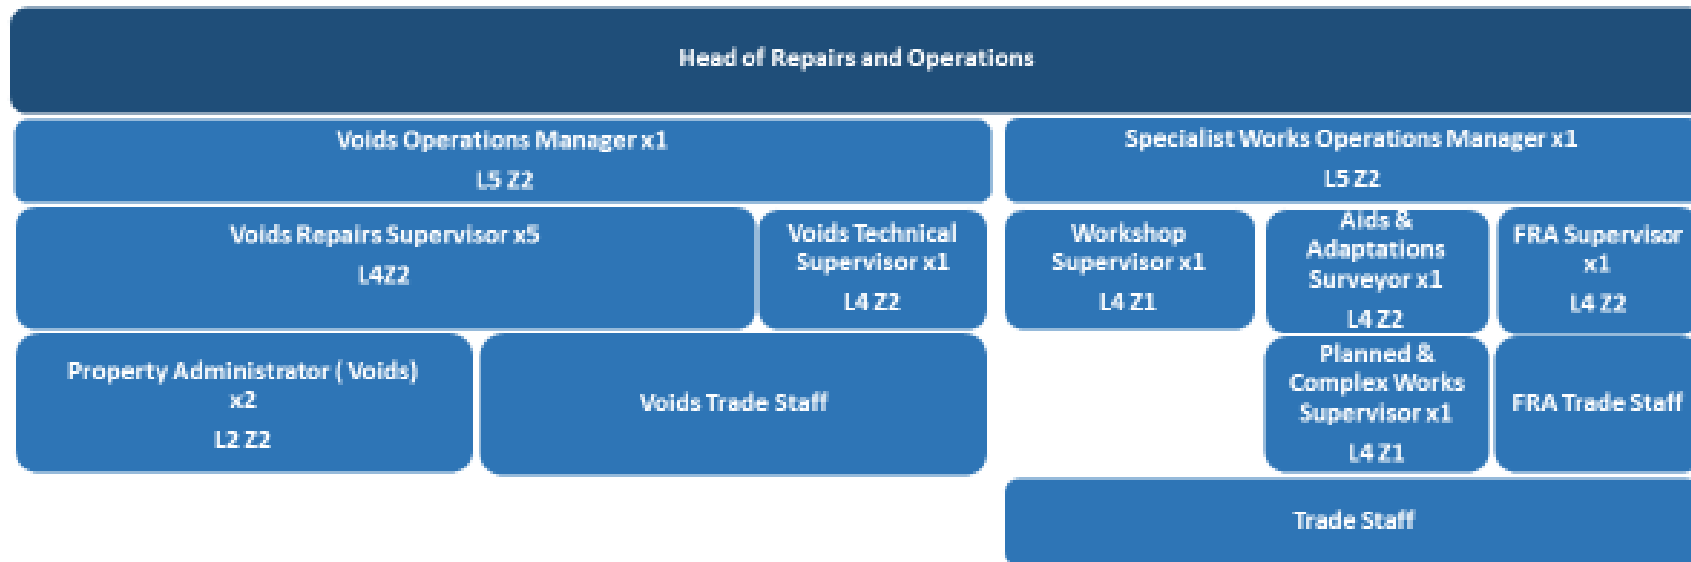 Head of Repairs and Operations
Voids Operations Manager x1
L5 Z2
Specialist Works Operations Manager x1
L5 Z2
Voids Repairs Supervisor x5
L4Z2
Voids Technical
Supervisor x1
L4 Z2
Workshop
Supervisor x1
L4 Z1
Aids &
Adaptations
Surveyor x1
L4 Z2
FRA Supervisor
x1
L4 Z2
Property Administrator ( Voids)
x2
L2 Z2
Voids Trade Staff
Planned &
Complex Works
Supervisor x1
L4 Z1
FRA Trade Staff
Trade Staff